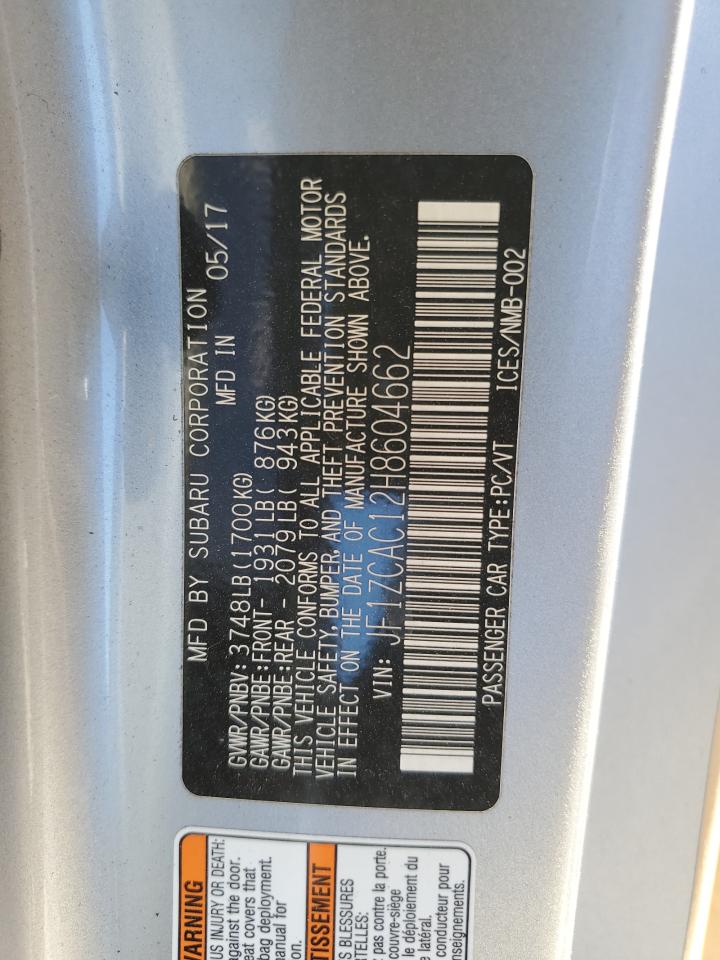 MFD BY SUBARU CORPORATION
MFD IN 05/17
GVWR/PNBV: 3748LB(1700KG)
GAWR/PNBE:FRONT- 1931LB( 876KG)
GAWR/PNBE:REAR - 2079LB( 943KG)
THIS VEHICLE CONFORMS TO ALL APPLICABLE FEDERAL MOTOR
VEHICLE SAFETY, BUMPER, AND THEFT PREVENTION STANDARDS
IN EFFECT ON THE DATE OF MANUFACTURE SHOWN ABOVE.
VIN: JF1ZCAC12H8604662
PASSENGER CAR TYPE:PC/VT ICES/NMB-002
WARNING
US INJURY OR DEATH:
against the door.
eat covers that
bag deployment.
manual for
on.
TISSEMENT
S BLESSURES
TELLES:
pas contre la porte.
couvre-siège
le déploiement du
e latéral.
conducteur pour
enseignements.